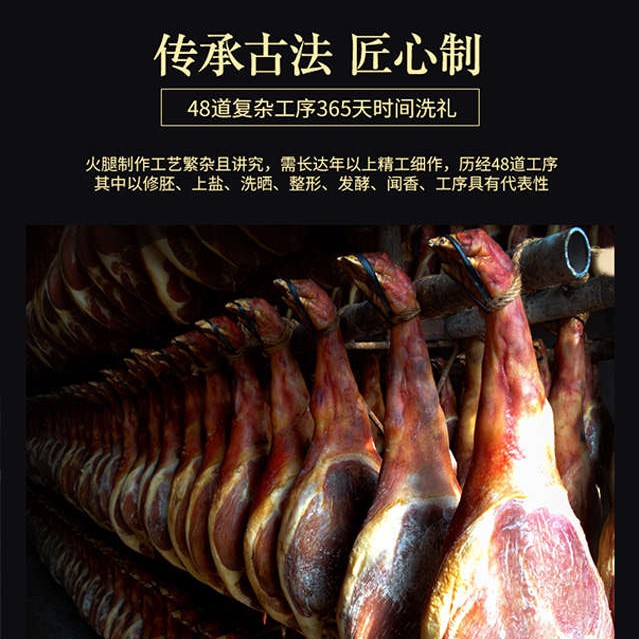 传承古法 匠心制
48道复杂工序365天时间洗礼
火腿制作工艺繁杂且讲究，需长达年以上精工细作，历经48道工序
其中以修胚、上盐、洗晒、整形、发酵、闻香、工序具有代表性